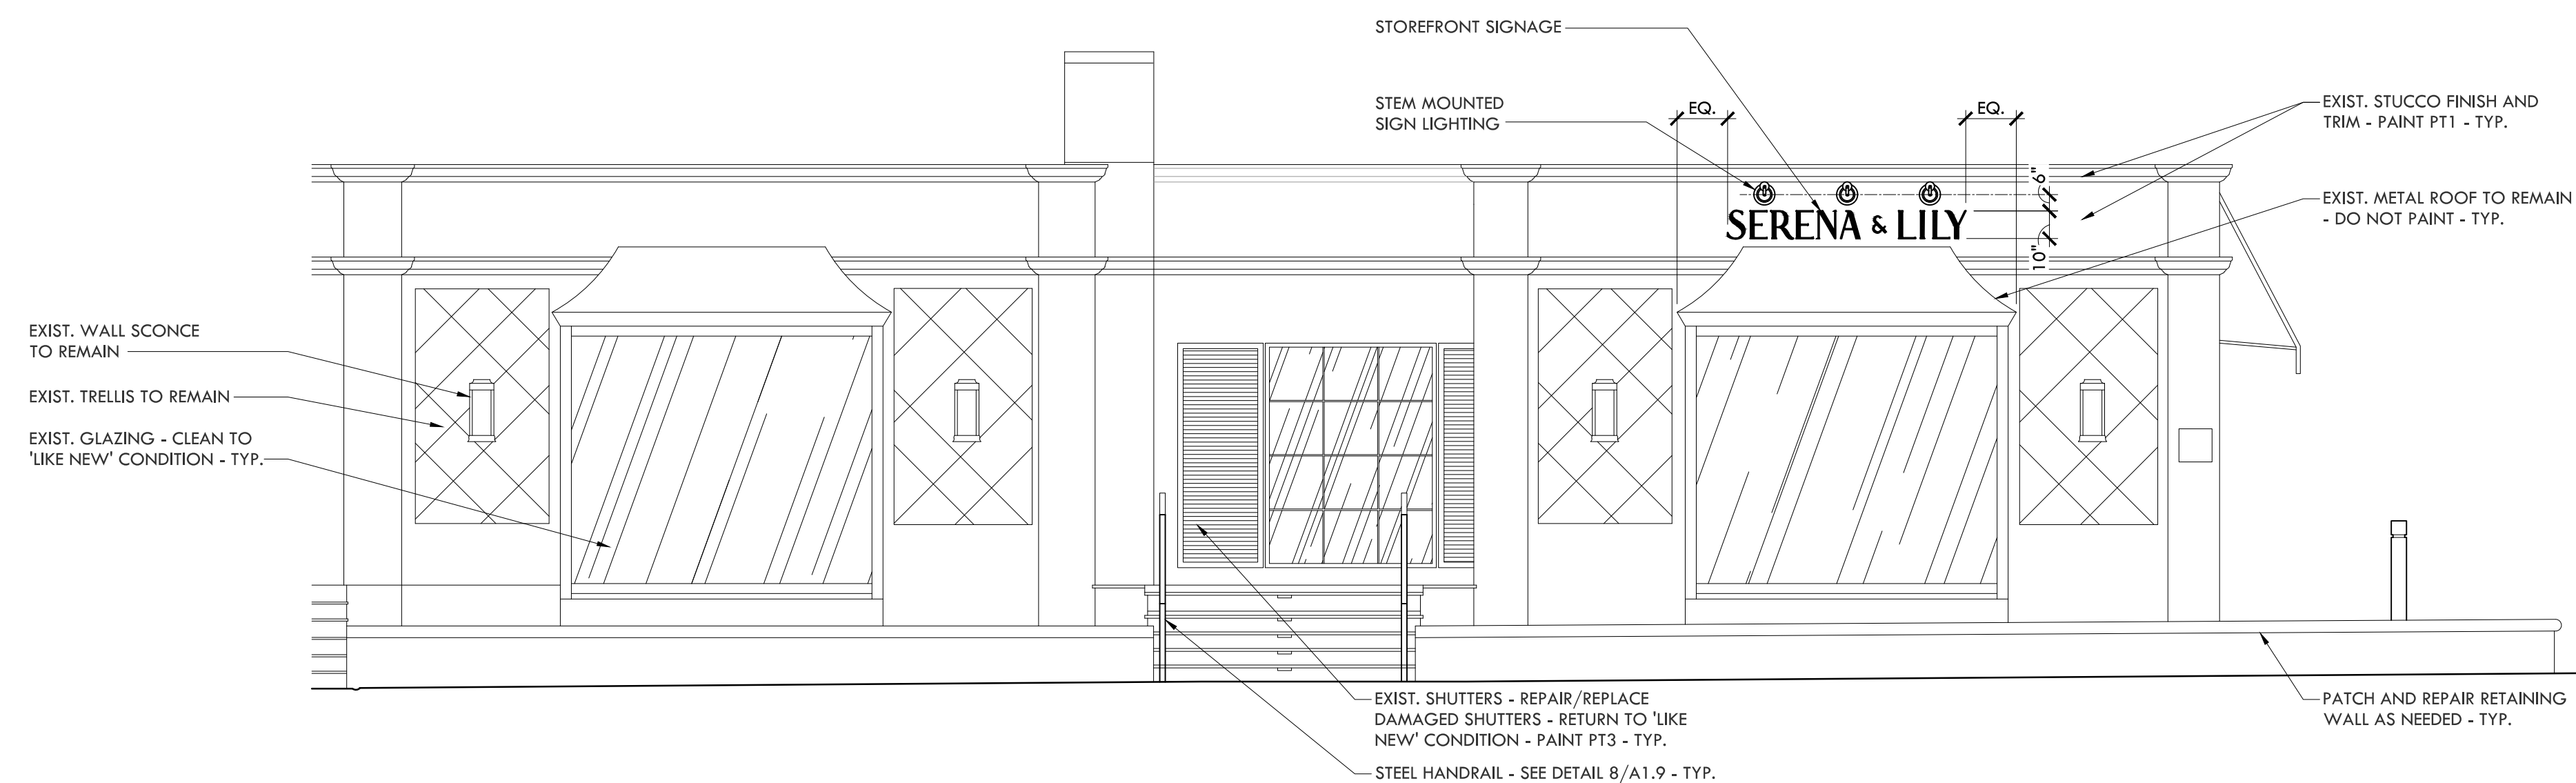 STOREFRONT SIGNAGE
STEM MOUNTED
SIGN LIGHTING
EQ.
EQ.
EXIST. STUCCO FINISH AND
TRIM - PAINT PT1 - TYP.
6"
EXIST. METAL ROOF TO REMAIN
- DO NOT PAINT - TYP.
SERENA & LILY
10"
EXIST. WALL SCONCE
TO REMAIN
EXIST. TRELLIS TO REMAIN
EXIST. GLAZING - CLEAN TO
'LIKE NEW' CONDITION - TYP.
EXIST. SHUTTERS - REPAIR/REPLACE
DAMAGED SHUTTERS - RETURN TO 'LIKE
NEW' CONDITION - PAINT PT3 - TYP.
STEEL HANDRAIL - SEE DETAIL 8/A1.9 - TYP.
PATCH AND REPAIR RETAINING
WALL AS NEEDED - TYP.